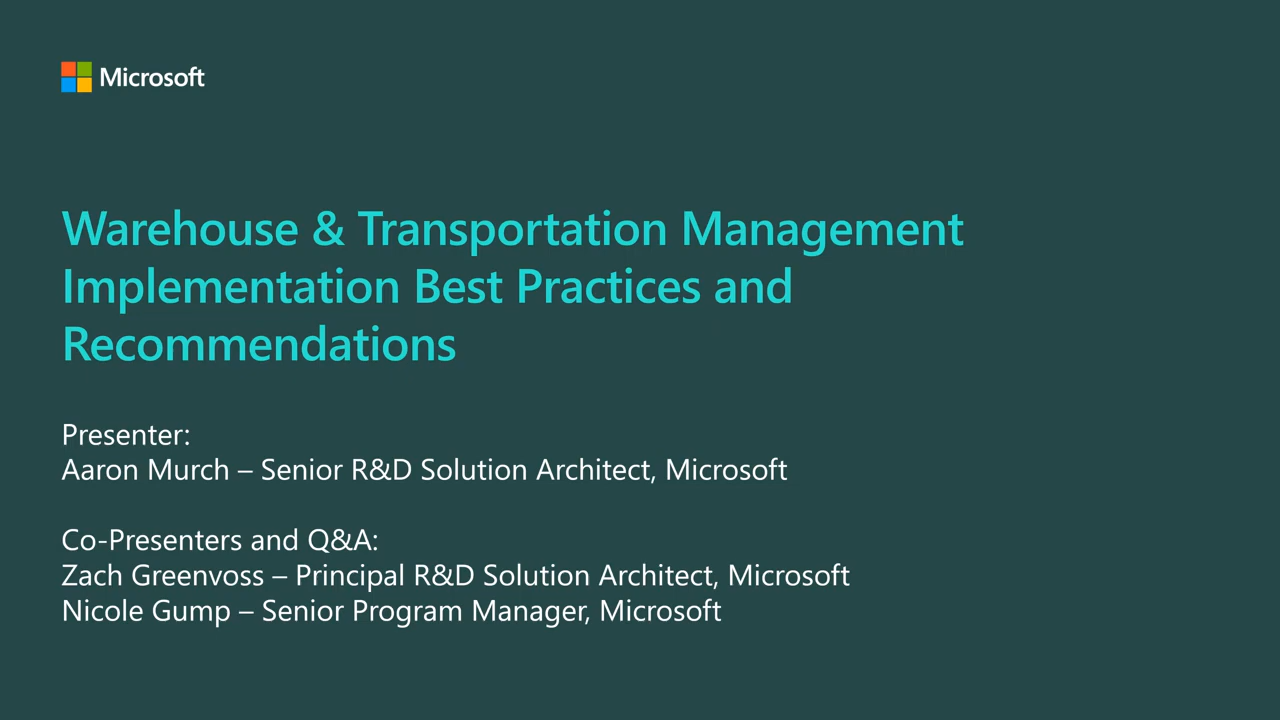 Microsoft
Warehouse & Transportation Management
Implementation Best Practices and
Recommendations
Presenter:
Aaron Murch – Senior R&D Solution Architect, Microsoft
Co-Presenters and Q&A:
Zach Greenvoss – Principal R&D Solution Architect, Microsoft
Nicole Gump – Senior Program Manager, Microsoft